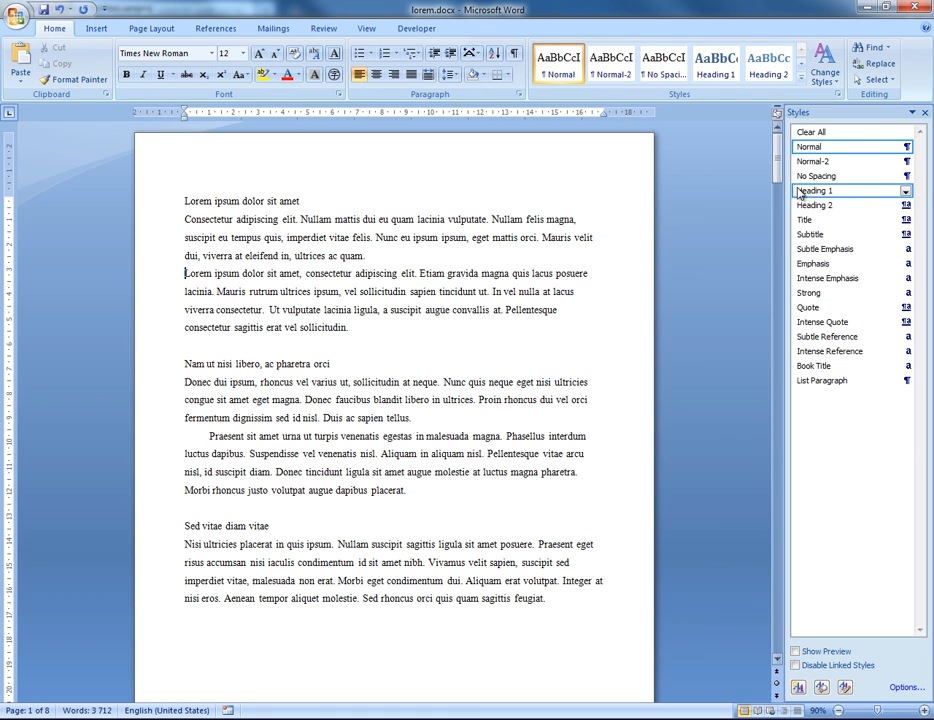 lorem.docx - Microsoft Word
Home Insert Page Layout References Mailings Review View Developer
Paste
Cut
Copy
Format Painter
Clipboard
Times New Roman 12
Font
Paragraph
AaBbCcI AaBbCcI AaBbCcI AaBbC AaBbCc
¶ Normal ¶ Normal-2 ¶ No Spaci... Heading 1 Heading 2
Change Styles
Styles
Find
Replace
Select
Editing
Styles
Clear All
Normal
Normal-2
No Spacing
Heading 1
Heading 2
Title
Subtitle
Subtle Emphasis
Emphasis
Intense Emphasis
Strong
Quote
Intense Quote
Subtle Reference
Intense Reference
Book Title
List Paragraph
Show Preview
Disable Linked Styles
Options...
Lorem ipsum dolor sit amet
Consectetur adipiscing elit. Nullam mattis dui eu quam lacinia vulputate. Nullam felis magna,
suscipit eu tempus quis, imperdiet vitae felis. Nunc eu ipsum ipsum, eget mattis orci. Mauris velit
dui, viverra at eleifend in, ultrices ac quam.
Lorem ipsum dolor sit amet, consectetur adipiscing elit. Etiam gravida magna quis lacus posuere
lacinia. Mauris rutrum ultrices ipsum, vel sollicitudin sapien tincidunt ut. In vel nulla at lacus
viverra consectetur. Ut vulputate lacinia ligula, a suscipit augue convallis at. Pellentesque
consectetur sagittis erat vel sollicitudin.
Nam ut nisi libero, ac pharetra orci
Donec dui ipsum, rhoncus vel varius ut, sollicitudin at neque. Nunc quis neque eget nisi ultricies
congue sit amet eget magna. Donec faucibus blandit libero in ultrices. Proin rhoncus dui vel orci
fermentum dignissim sed id nisl. Duis ac sapien tellus.
Praesent sit amet urna ut turpis venenatis egestas in malesuada magna. Phasellus interdum
luctus dapibus. Suspendisse vel venenatis nisl. Aliquam in aliquam nisl. Pellentesque vitae arcu
nisl, id suscipit diam. Donec tincidunt ligula sit amet augue molestie at luctus magna pharetra.
Morbi rhoncus justo volutpat augue dapibus placerat.
Sed vitae diam vitae
Nisi ultricies placerat in quis ipsum. Nullam suscipit sagittis ligula sit amet posuere. Praesent eget
risus accumsan nisi iaculis condimentum id sit amet nibh. Vivamus velit sapien, suscipit sed
imperdiet vitae, malesuada non erat. Morbi eget condimentum dui. Aliquam erat volutpat. Integer at
nisi eros. Aenean tempor aliquet molestie. Sed rhoncus orci quis quam sagittis feugiat.
Page: 1 of 8 Words: 3 712 English (United States) 90%